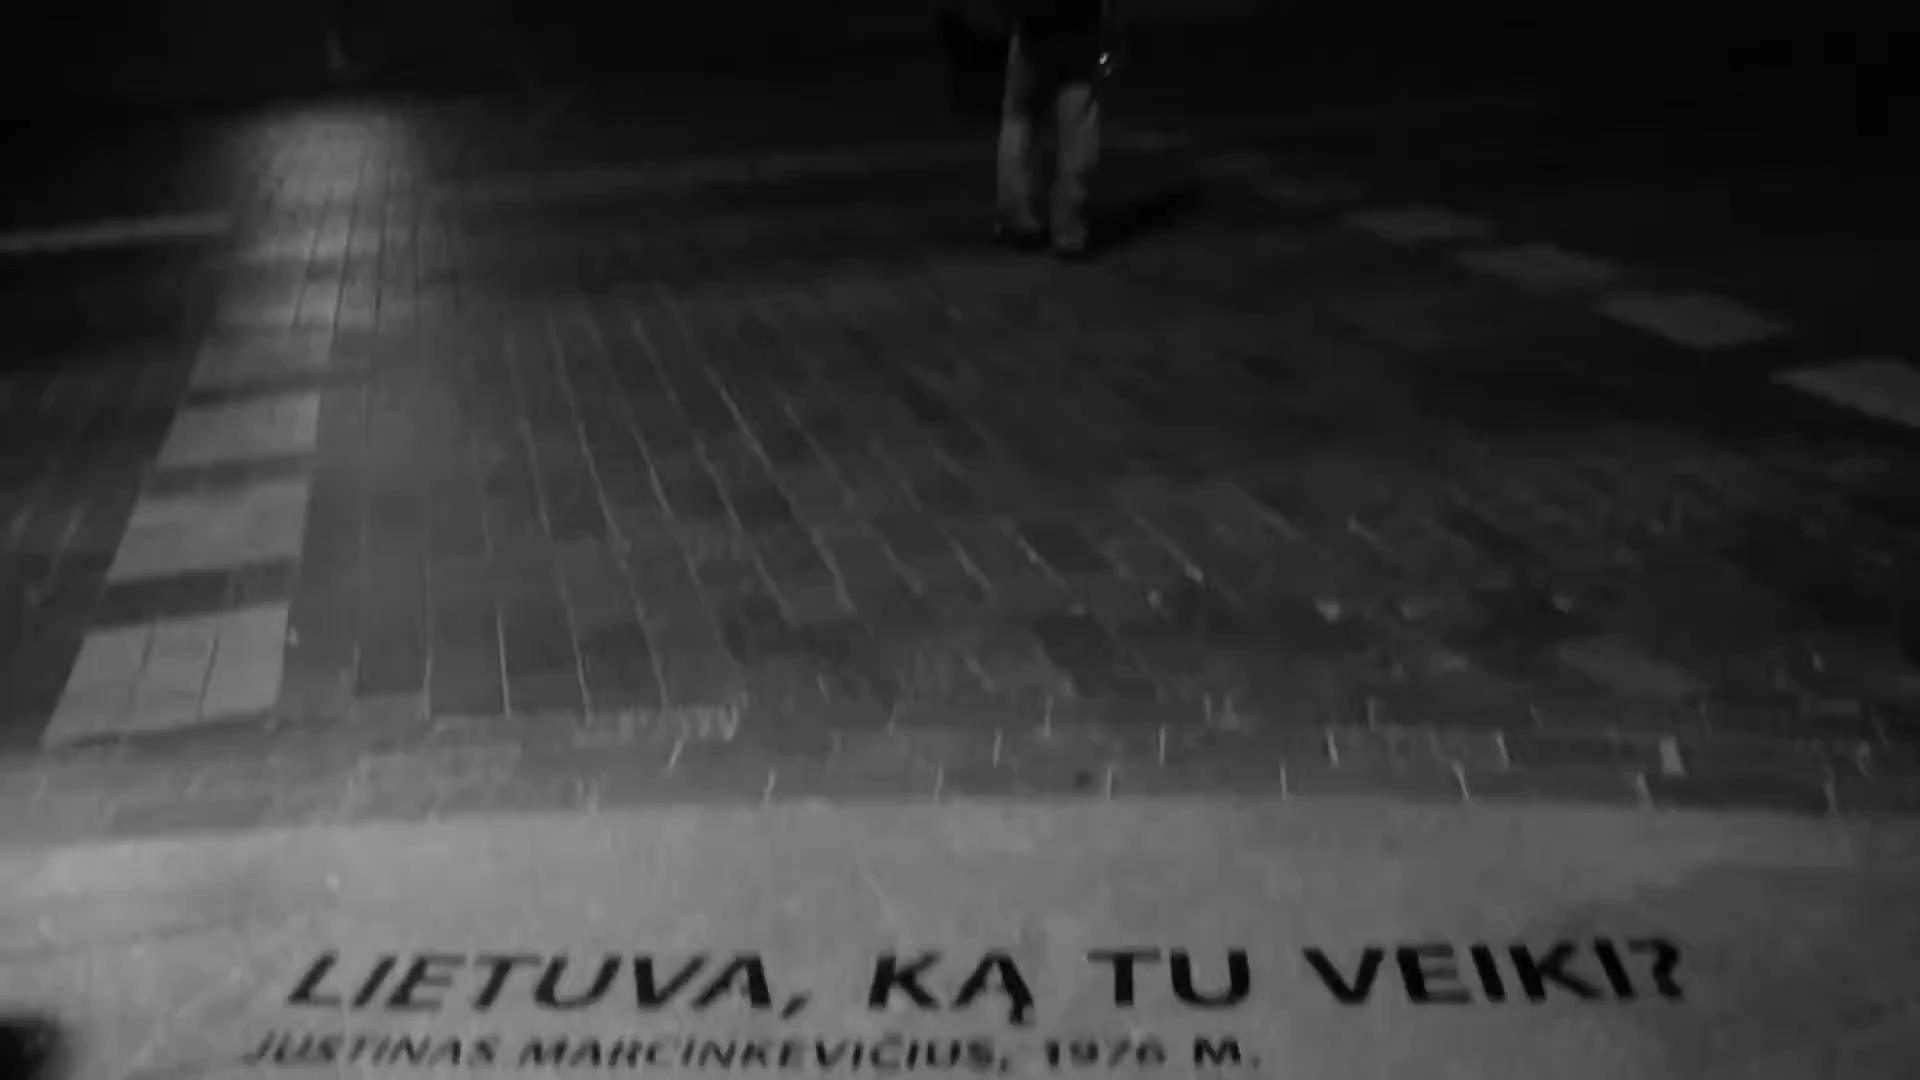 LIETUVA, KĄ TU VEIKI?
JUSTINAS MARCINKEVIČIUS, 1976 M.